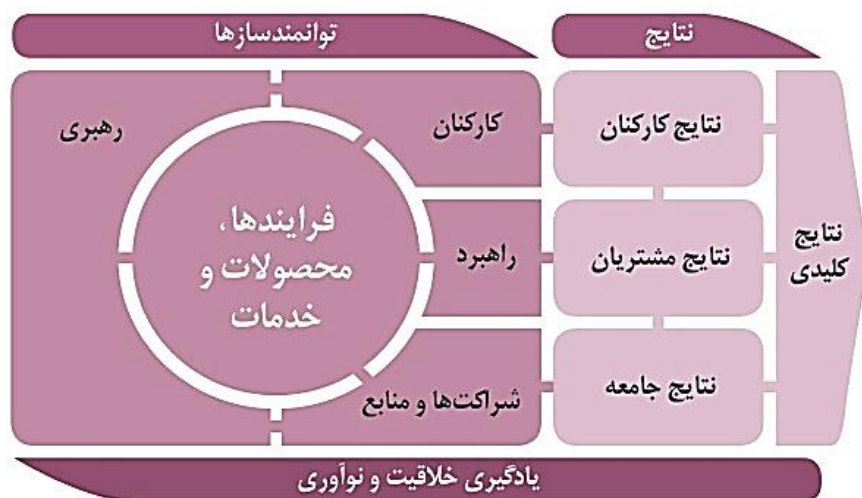 توانمندسازها
نتایج
رهبری
کارکنان
فرایندها،
محصولات و
خدمات
راهبرد
شراکت‌ها و منابع
نتایج کارکنان
نتایج مشتریان
نتایج جامعه
نتایج
کلیدی
یادگیری خلاقیت و نوآوری